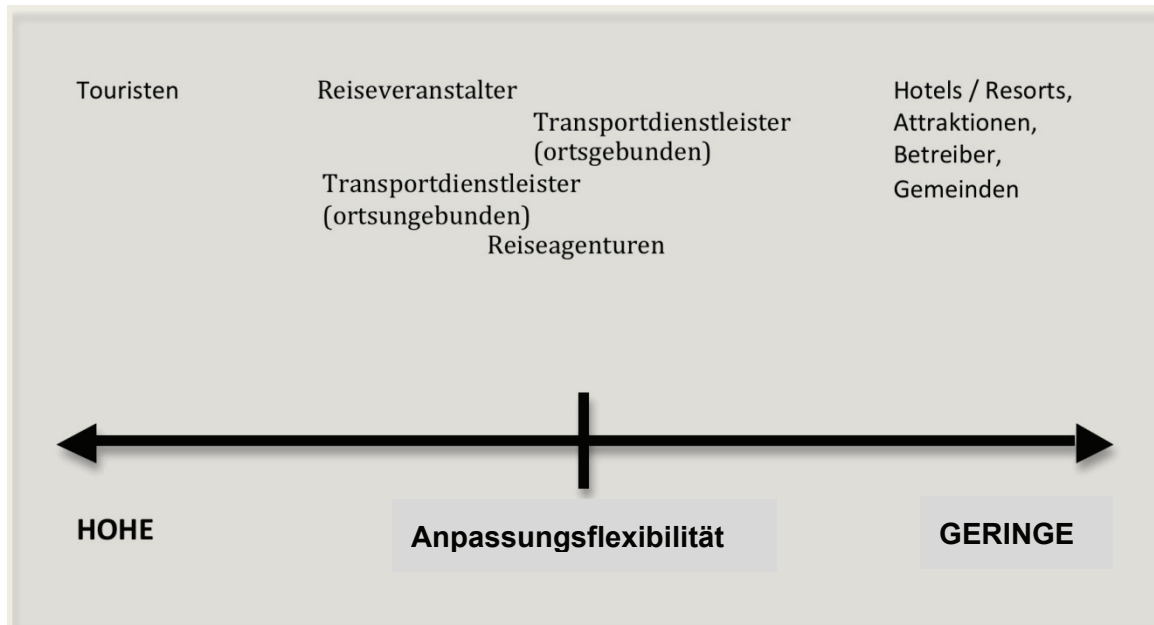 Touristen
Reiseveranstalter
Transportdienstleister
(ortsgebunden)
Transportdienstleister
(ortsungebunden)
Reiseagenturen
Hotels / Resorts,
Attraktionen,
Betreiber,
Gemeinden
HOHE
Anpassungsflexibilität
GERINGE